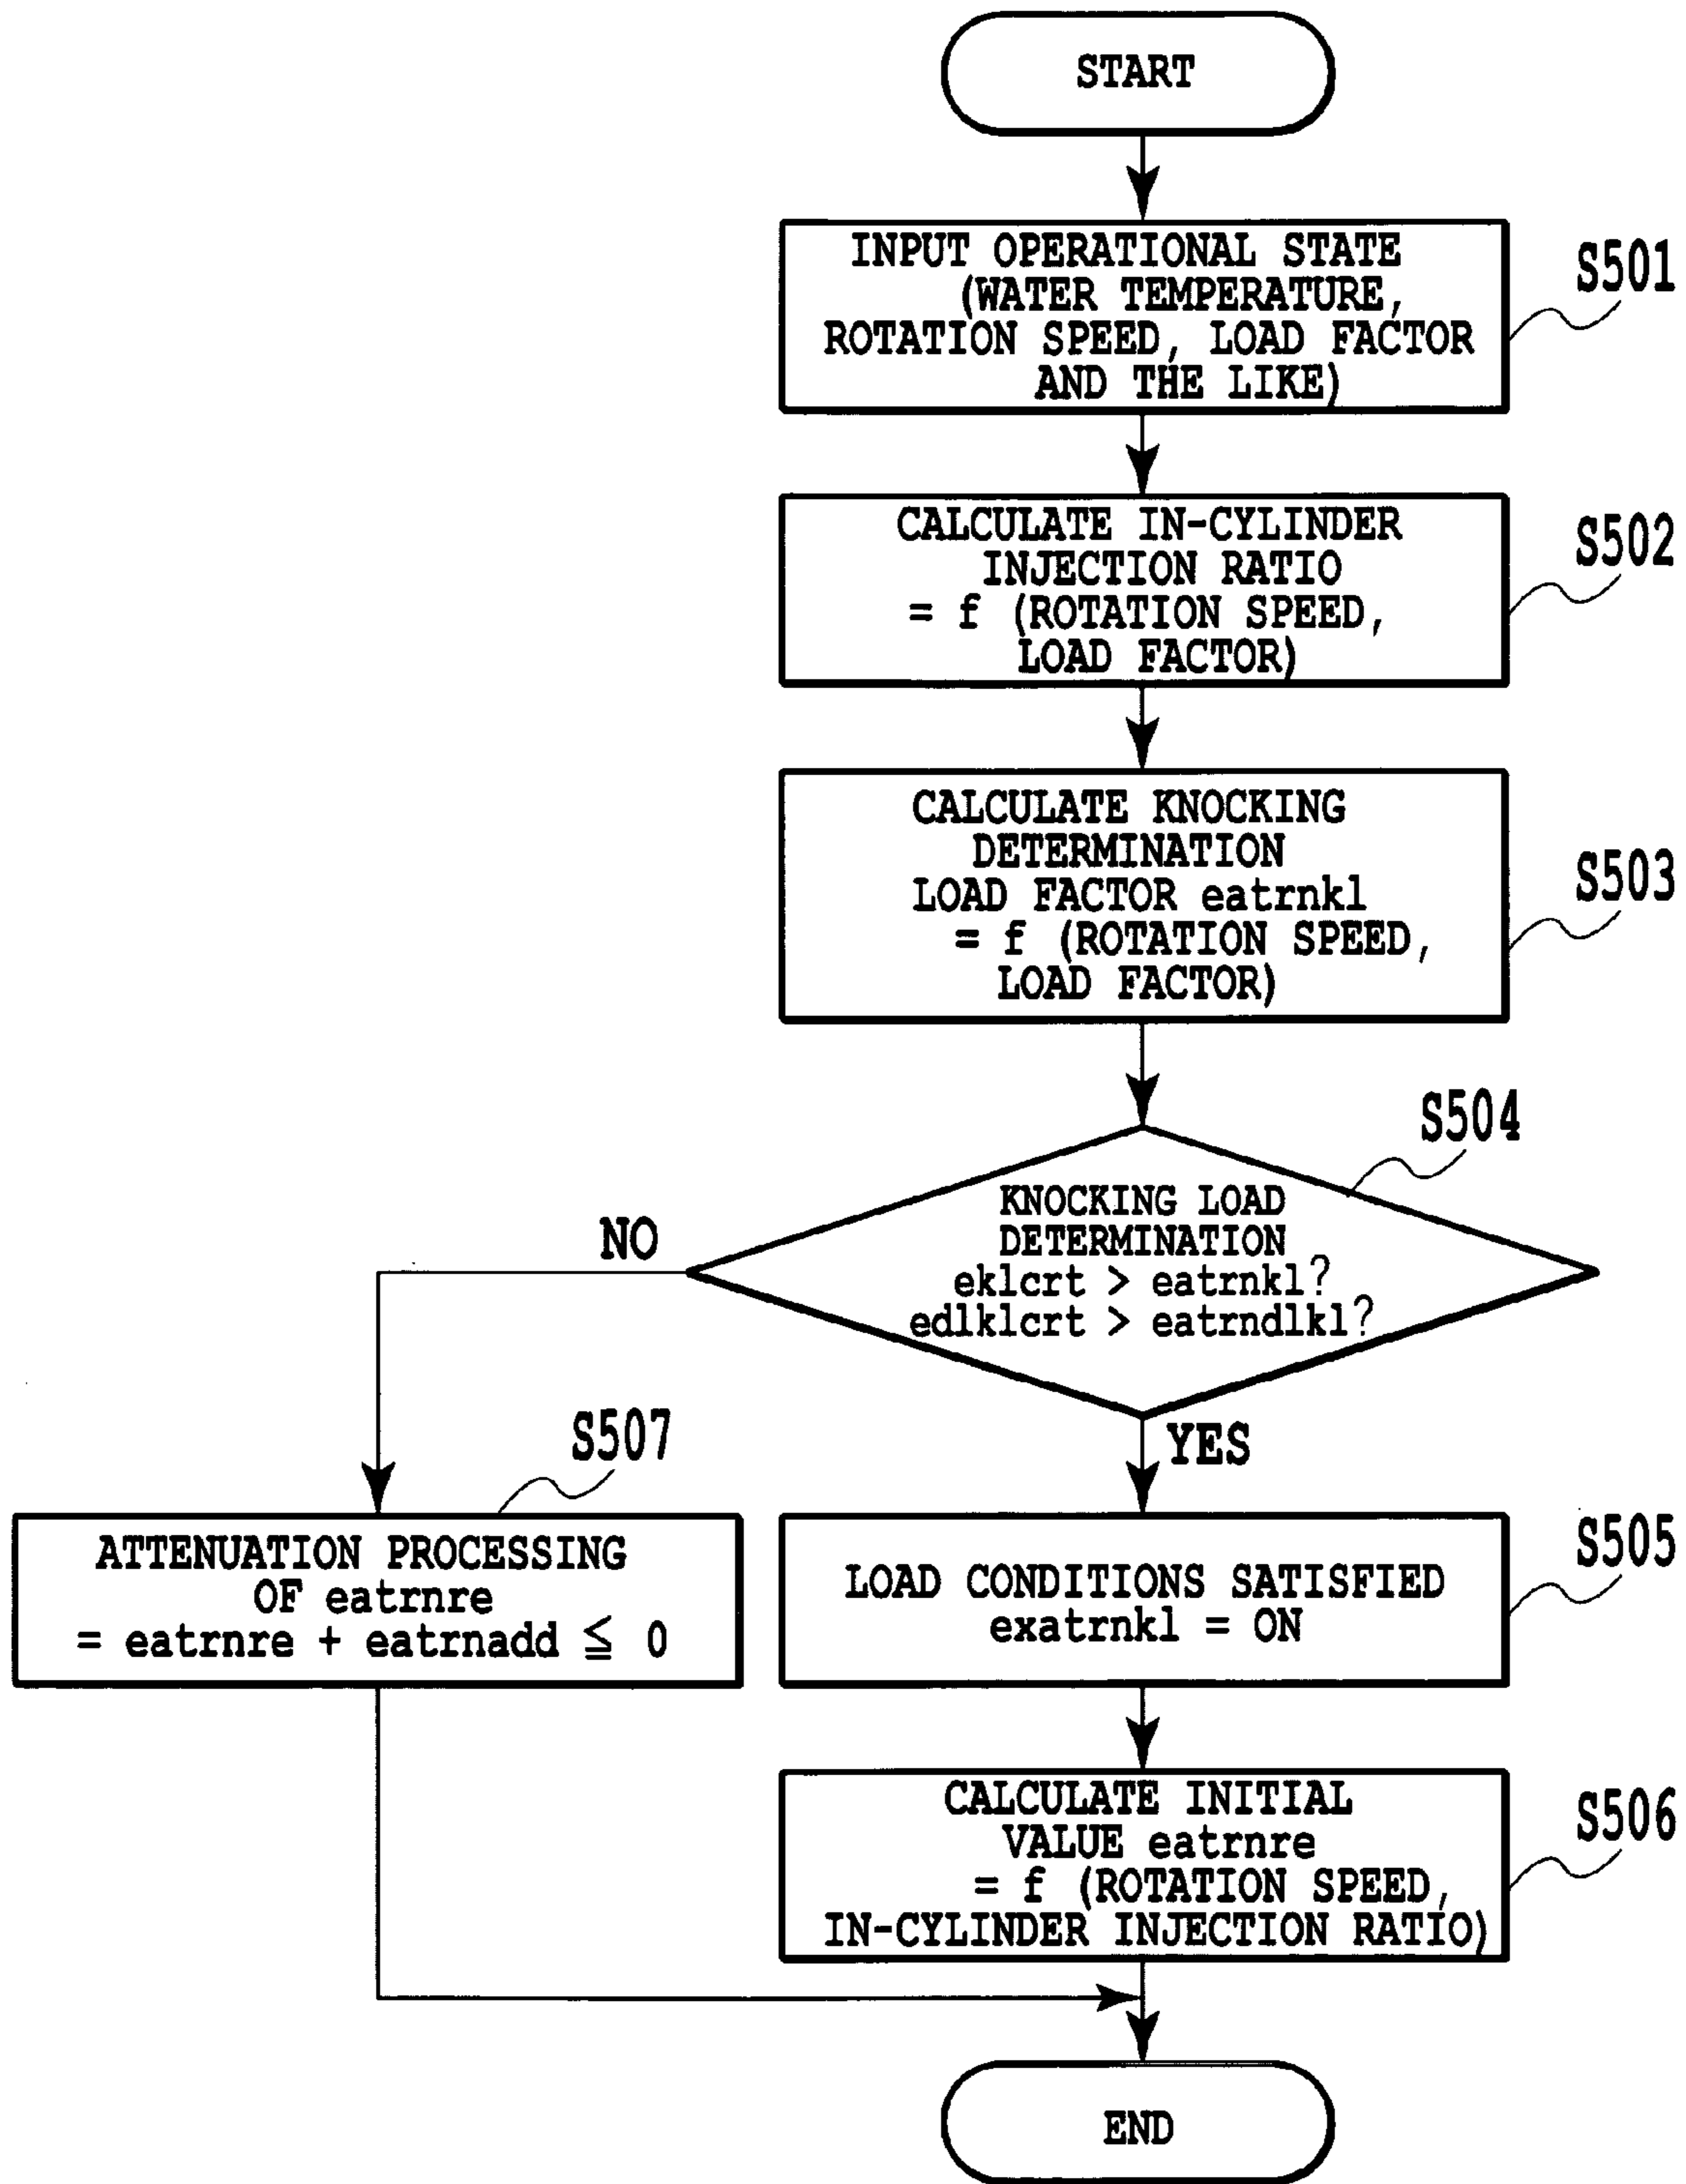 START
INPUT OPERATIONAL STATE
(WATER TEMPERATURE,
ROTATION SPEED, LOAD FACTOR
AND THE LIKE)
S501
CALCULATE IN-CYLINDER
INJECTION RATIO
= f (ROTATION SPEED,
LOAD FACTOR)
S502
CALCULATE KNOCKING
DETERMINATION
LOAD FACTOR eatrnkl
= f (ROTATION SPEED,
LOAD FACTOR)
S503
S504
KNOCKING LOAD
DETERMINATION
eklcrt > eatrnkl?
edlklcrt > eatrndlkl?
NO
YES
S507
ATTENUATION PROCESSING
OF eatrnre
= eatrnre + eatrnadd ≦ 0
LOAD CONDITIONS SATISFIED
exatrnkl = ON
S505
CALCULATE INITIAL
VALUE eatrnre
= f (ROTATION SPEED,
IN-CYLINDER INJECTION RATIO)
S506
END